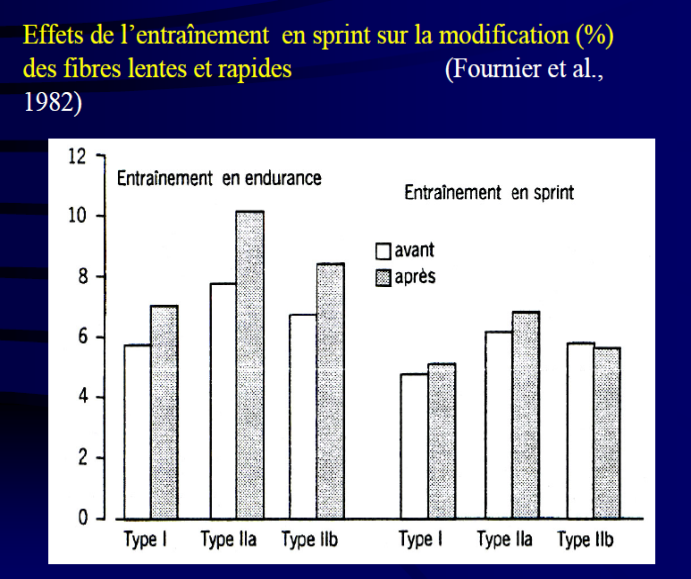 Effets de l’entraînement en sprint sur la modification (%)
des fibres lentes et rapides (Fournier et al.,
1982)
12
Entraînement en endurance
Entraînement en sprint
10
avant
8
après
6
4
2
0
Type I Type IIa Type IIb Type I Type IIa Type IIb